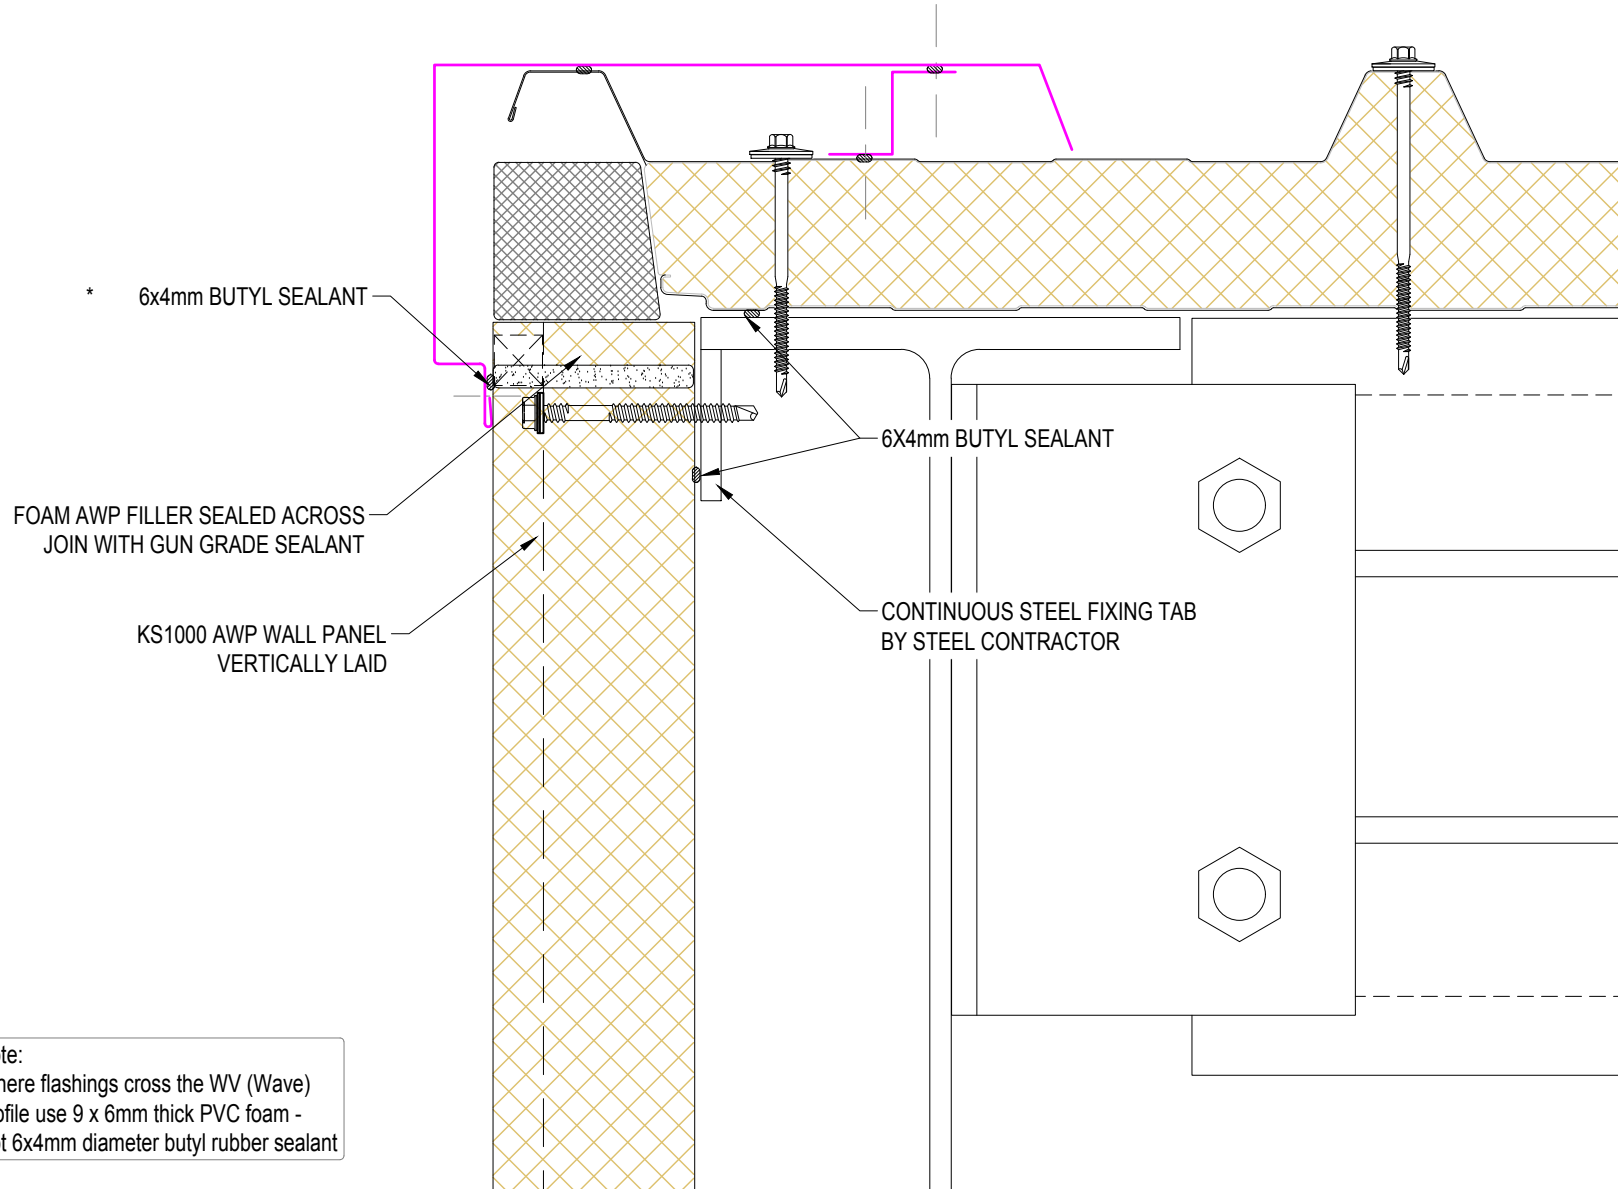 * 6x4mm BUTYL SEALANT
6X4mm BUTYL SEALANT
FOAM AWP FILLER SEALED ACROSS
JOIN WITH GUN GRADE SEALANT
KS1000 AWP WALL PANEL
VERTICALLY LAID
CONTINUOUS STEEL FIXING TAB
BY STEEL CONTRACTOR
te:
here flashings cross the WV (Wave)
ofile use 9 x 6mm thick PVC foam -
t 6x4mm diameter butyl rubber sealant